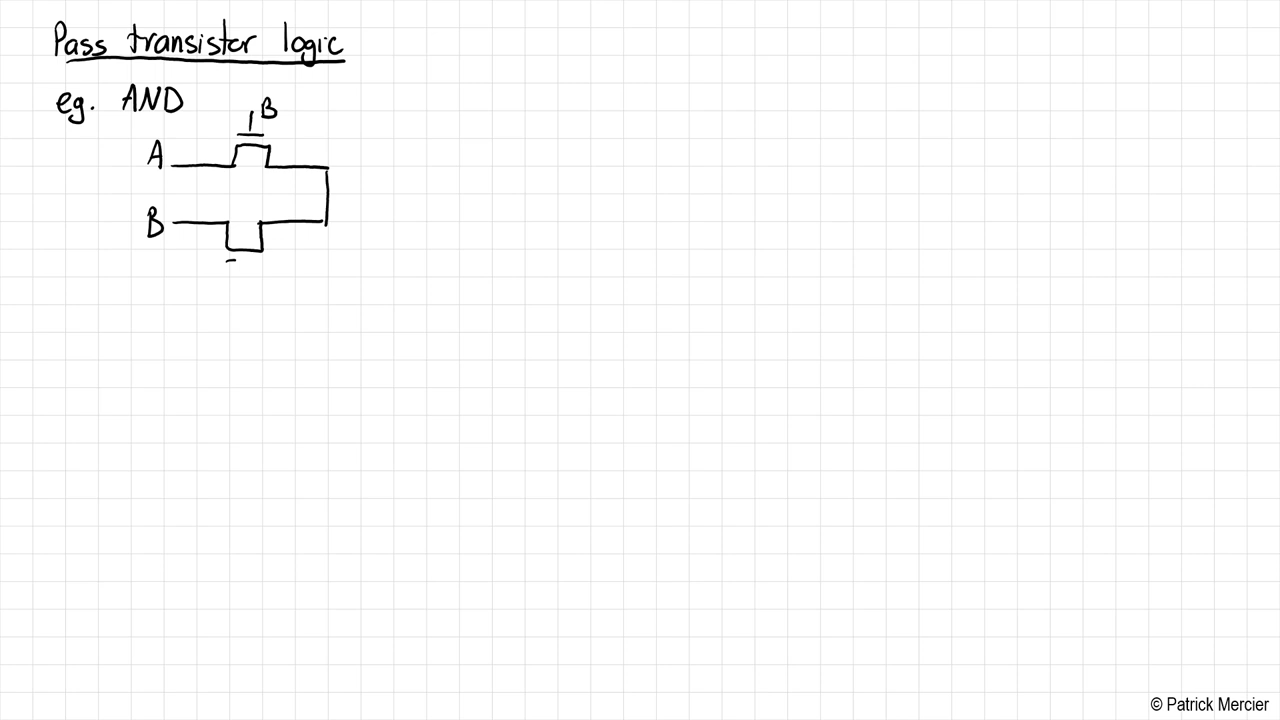 Pass transistor logic
eg. AND
B
A
B
© Patrick Mercier